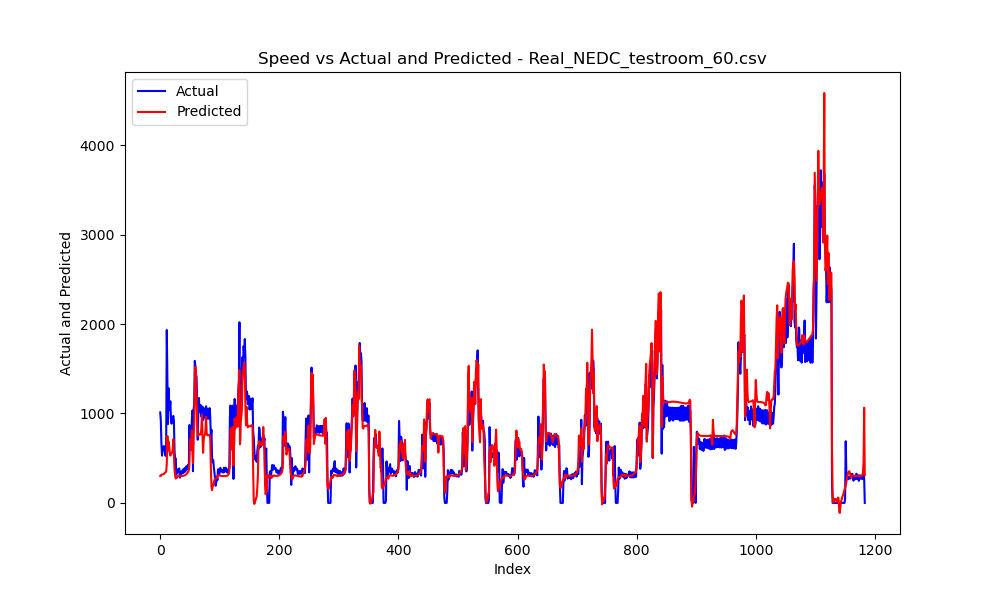 Speed vs Actual and Predicted - Real_NEDC_testroom_60.csv
Actual
Predicted
Actual and Predicted
4000
3000
2000
1000
0
0 200 400 600 800 1000 1200
Index